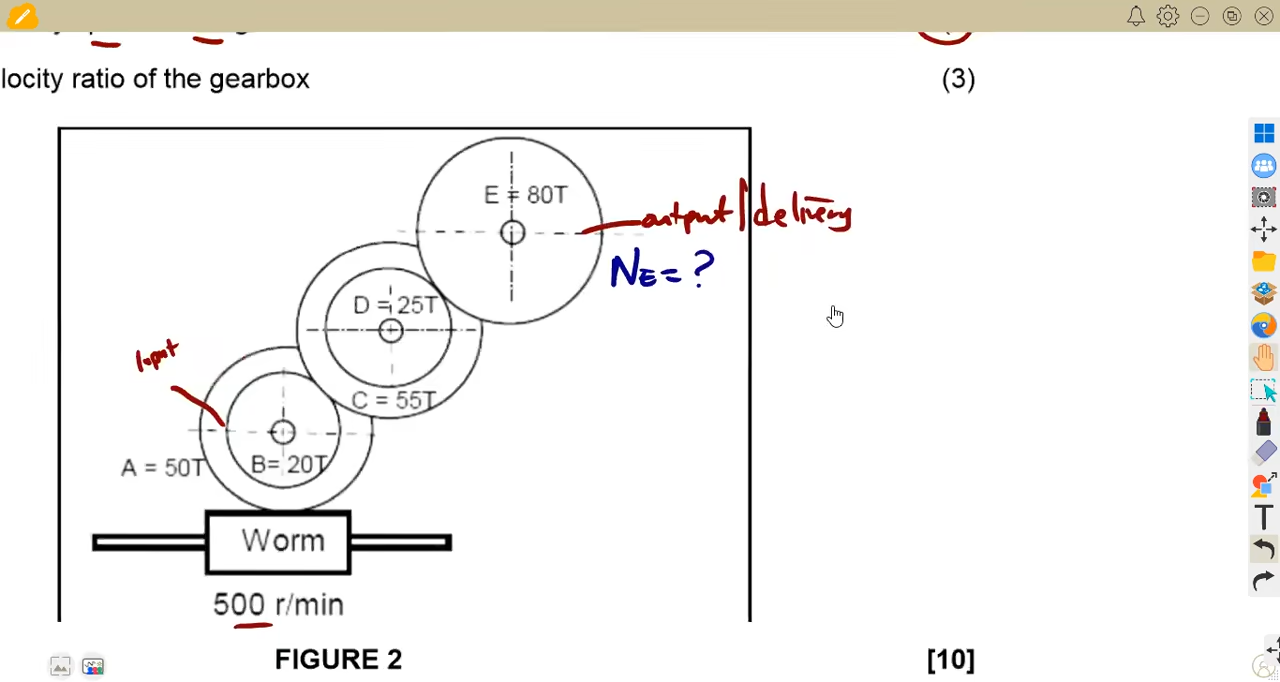 locity ratio of the gearbox (3)
E = 80T
output/delivery
NE = ?
D = 25T
Input
C = 55T
A = 50T
B= 20T
Worm
500 r/min
FIGURE 2 [10]
T